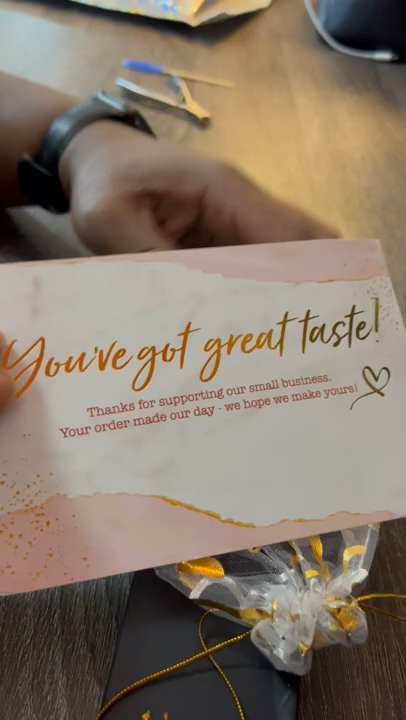 You've got great taste!
Thanks for supporting our small business.
Your order made our day - we hope we make yours!